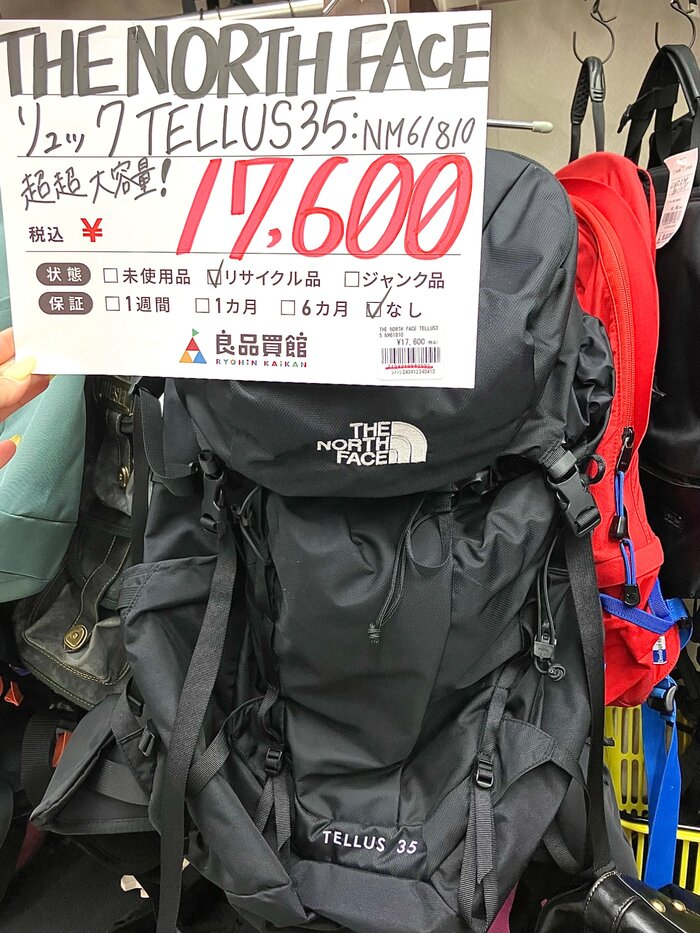 THE NORTH FACE
リュック TELLUS35:NM61810
超超大容量!
税込 ¥ 17,600
状態 □未使用品 ☑リサイクル品 □ジャンク品
保証 □1週間 □1カ月 □6カ月 ☑なし
良品買館
RYOHIN KAIKAN
THE NORTH FACE TELLUS3
5 NM61810
¥17,600(税込)
THE
NORTH
FACE
TELLUS 35